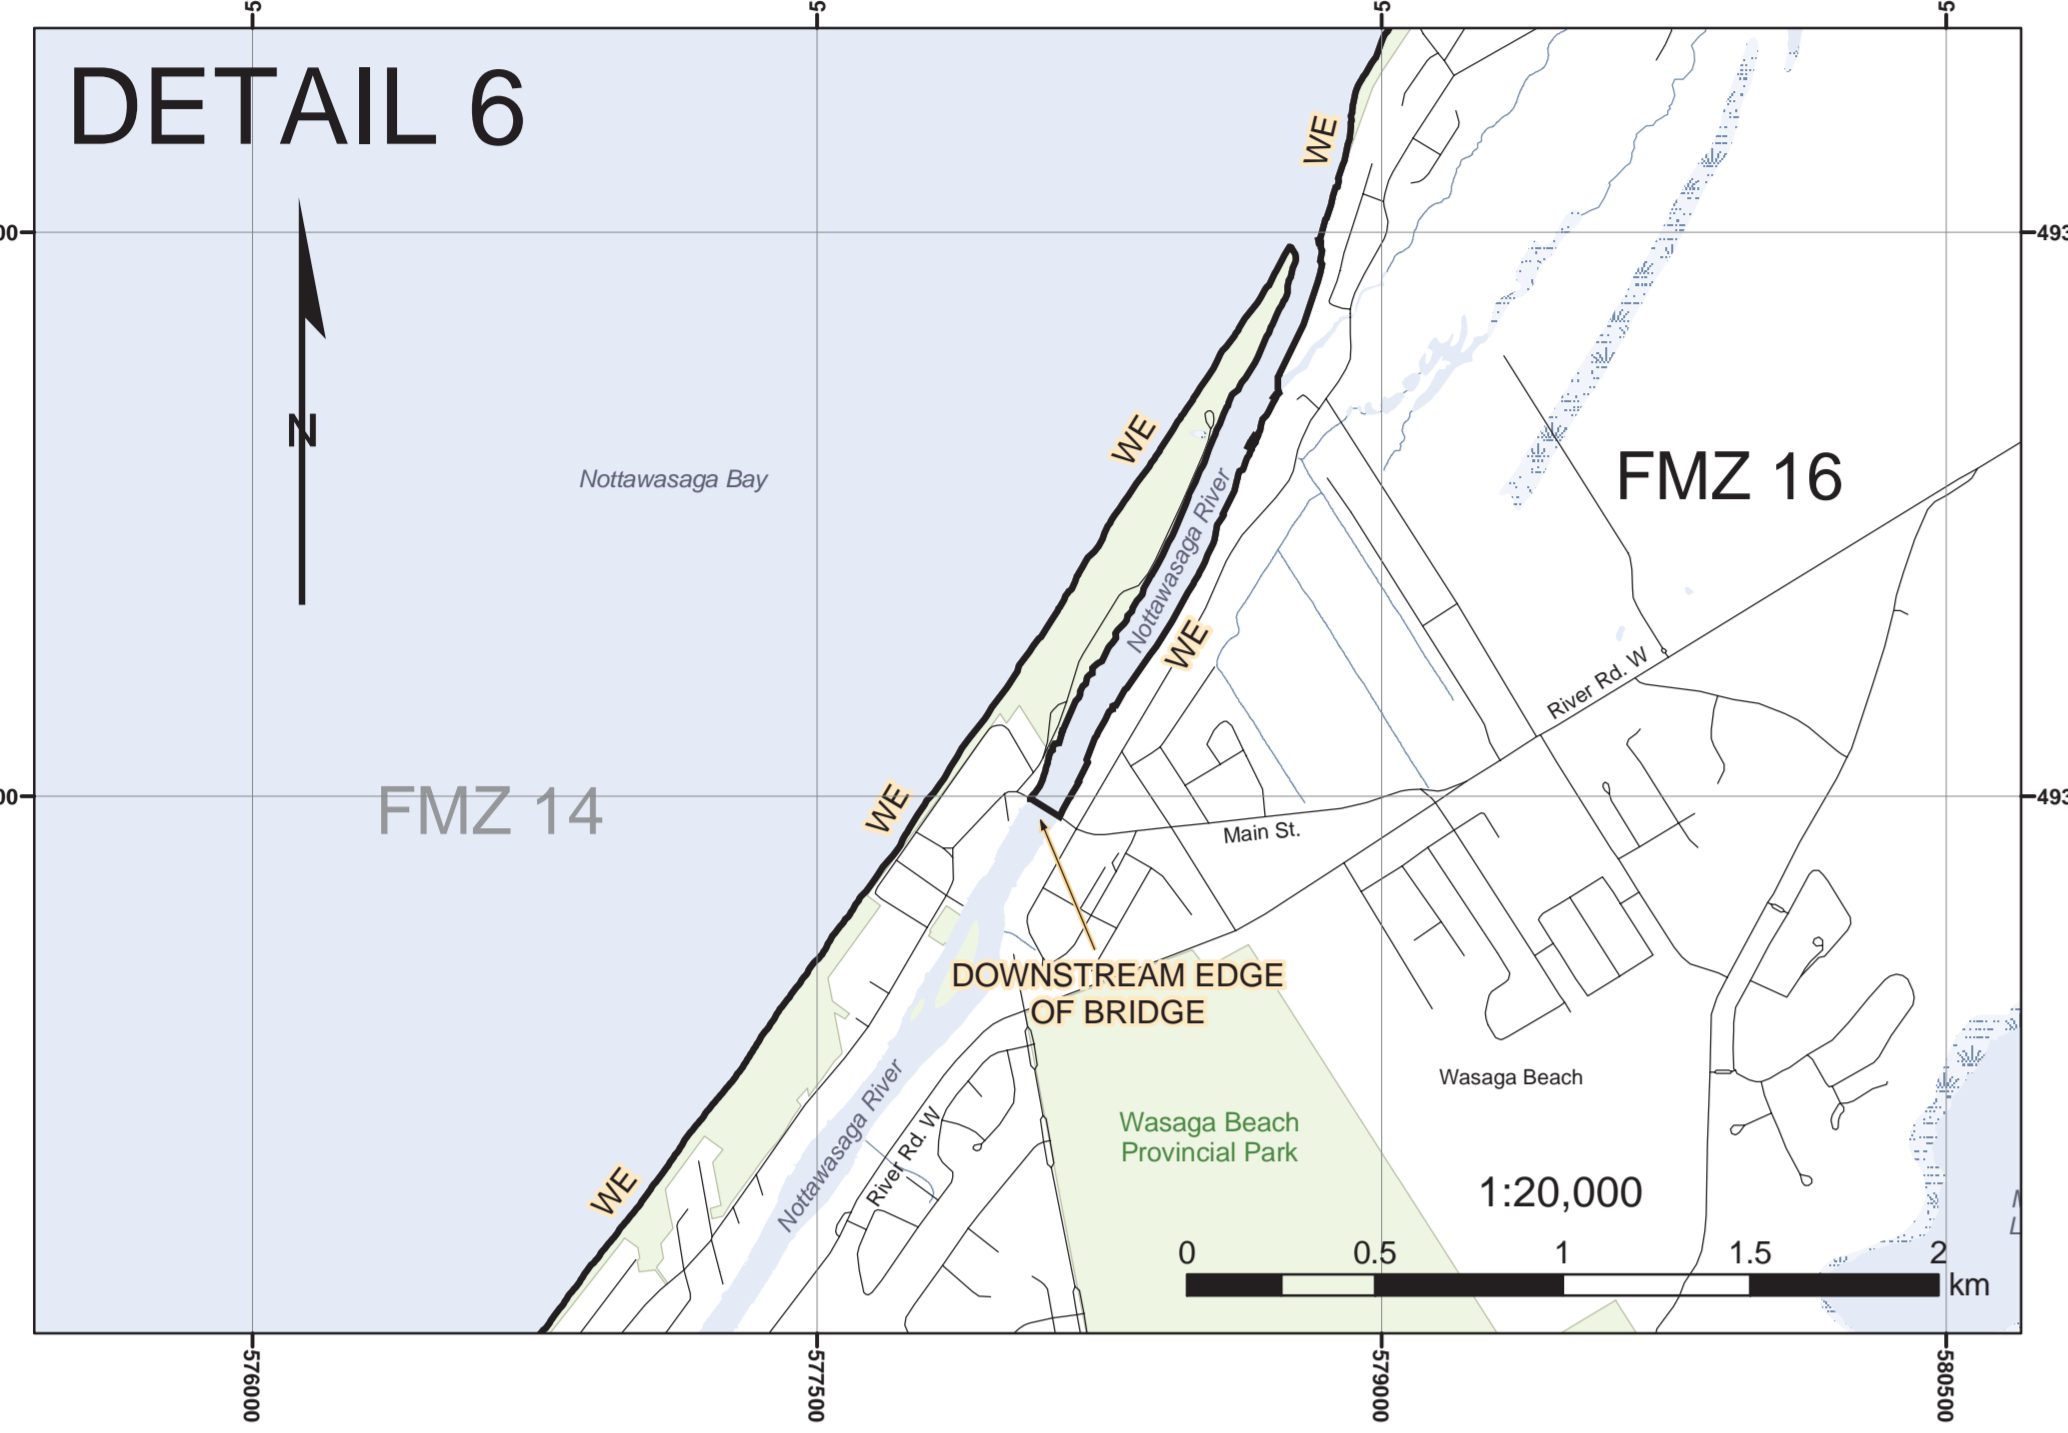 DETAIL 6
WE
N
WE
Nottawasaga Bay
FMZ 16
Nottawasaga River
WE
River Rd. W
FMZ 14
WE
Main St.
DOWNSTREAM EDGE
OF BRIDGE
Nottawasaga River
River Rd. W
Wasaga Beach
Wasaga Beach
Provincial Park
WE
1:20,000
0 0.5 1 1.5 2
km
576000 577500 579000 580500